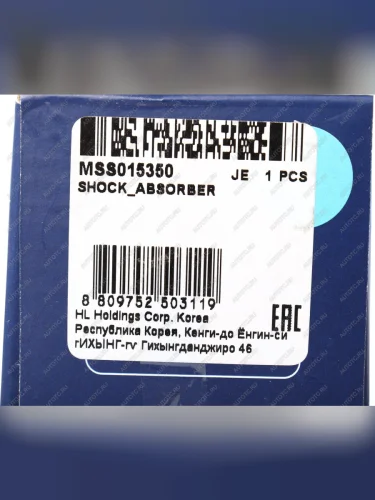 MSS015350 JE 1 PCS
SHOCK_ABSORBER
8 809752 503119
HL Holdings Corp. Korea
Республика Корея, Кенги-до Ёнгин-си
гИХЫНГ-гу Гихынгданджиро 46
EAC